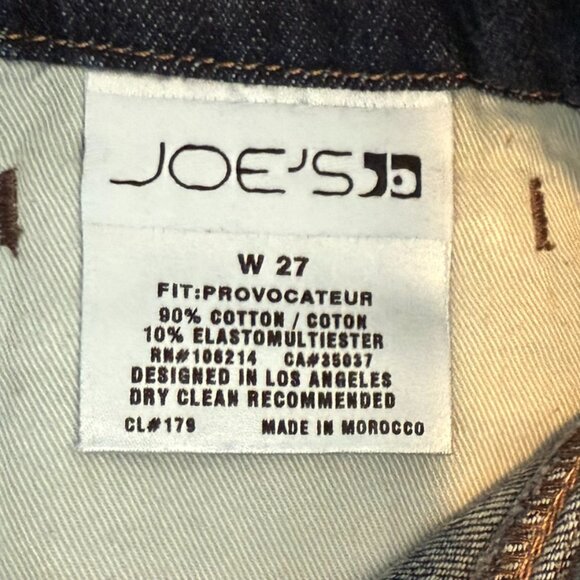 JOE'S
W 27
FIT:PROVOCATEUR
90% COTTON / COTON
10% ELASTOMULTIESTER
RN#106214 CA#35037
DESIGNED IN LOS ANGELES
DRY CLEAN RECOMMENDED
CL#179 MADE IN MOROCCO